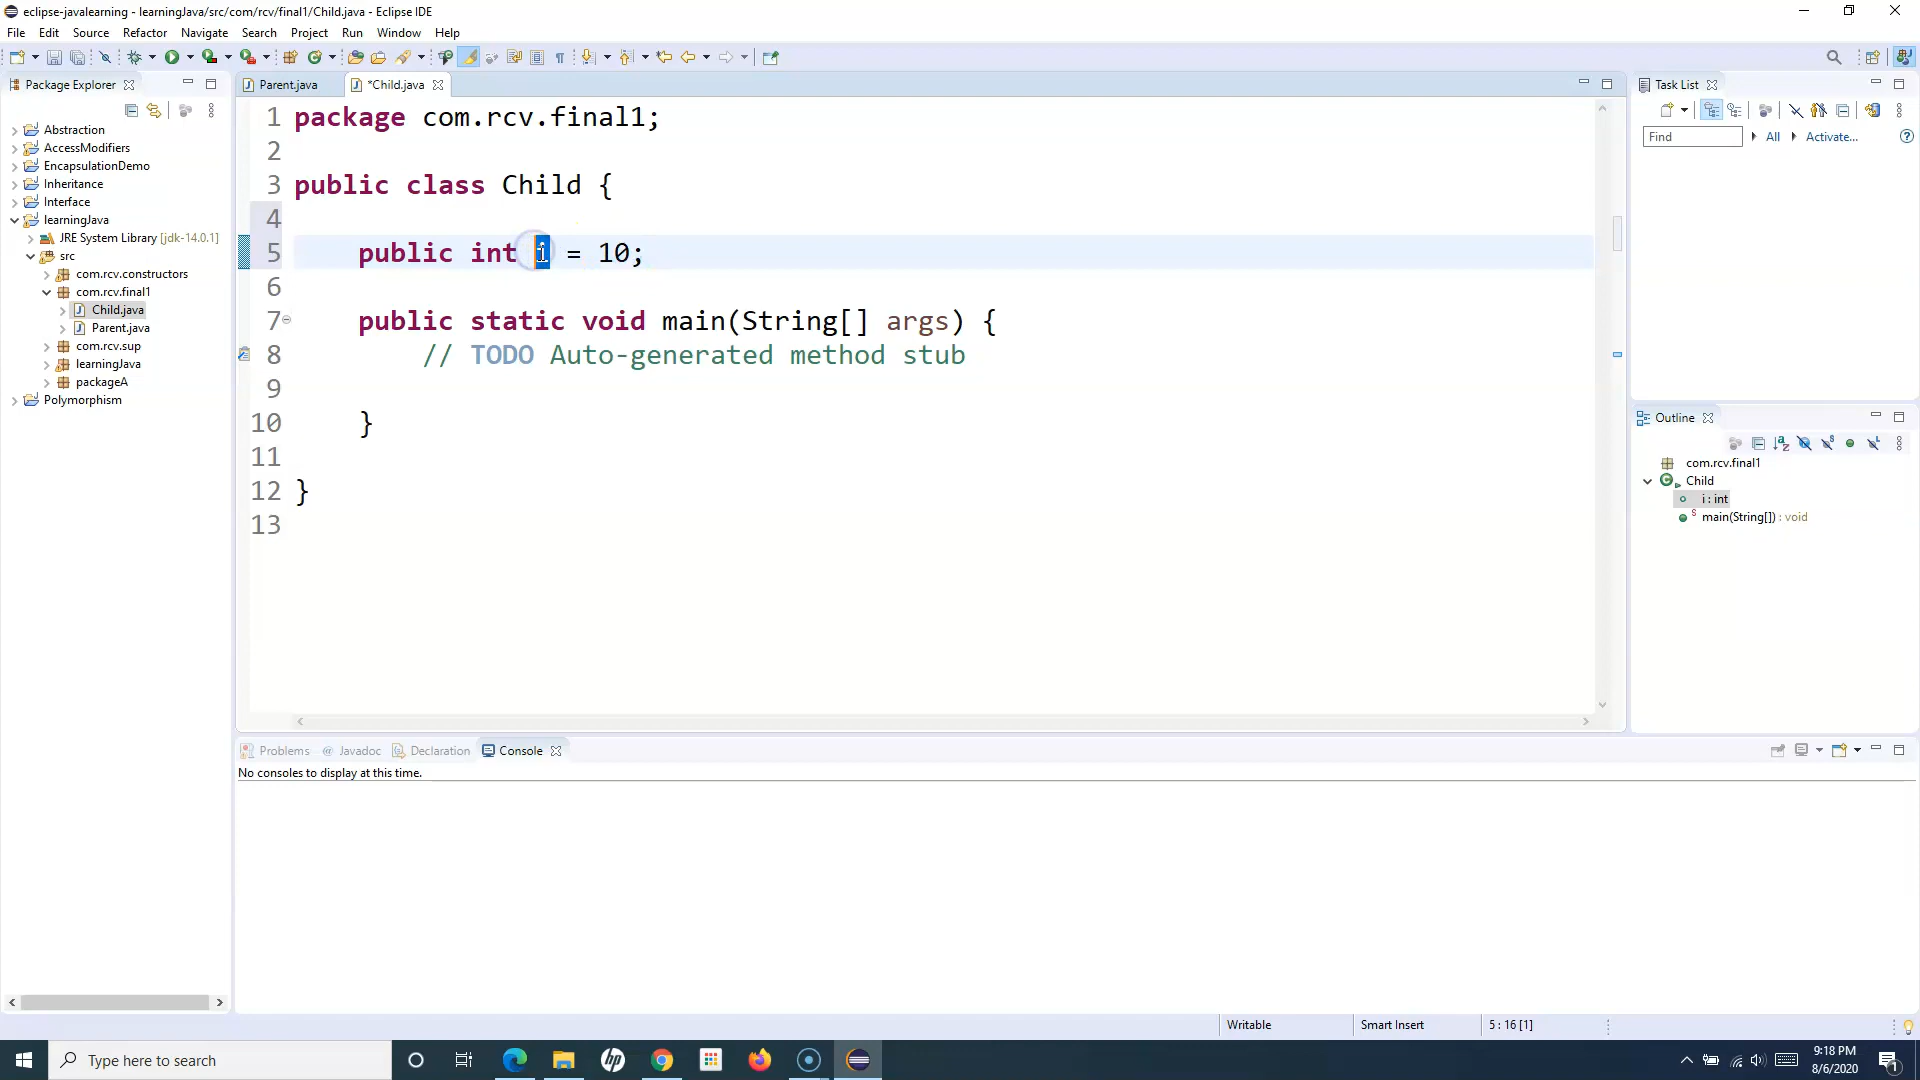 eclipse-javalearning - learningJava/src/com/rcv/final1/Child.java - Eclipse IDE
File Edit Source Refactor Navigate Search Project Run Window Help
Package Explorer
Abstraction
AccessModifiers
EncapsulationDemo
Inheritance
Interface
learningJava
JRE System Library [jdk-14.0.1]
src
com.rcv.constructors
com.rcv.final1
Child.java
Parent.java
com.rcv.sup
learningJava
packageA
Polymorphism
Parent.java *Child.java
1 package com.rcv.final1;
2
3 public class Child {
4
5 public int i = 10;
6
7 public static void main(String[] args) {
8 // TODO Auto-generated method stub
9
10 }
11
12 }
13
Task List
Find All Activate...
Outline
com.rcv.final1
Child
i : int
main(String[]) : void
Problems @ Javadoc Declaration Console
No consoles to display at this time.
Writable Smart Insert 5 : 16 [1]
Type here to search
hp
9:18 PM
8/6/2020
1